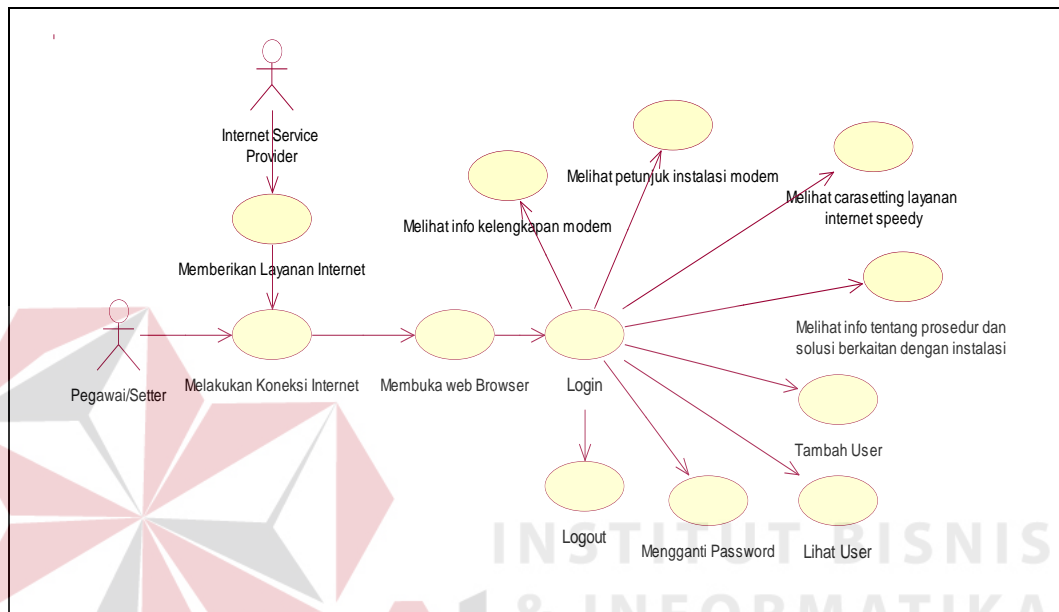 Internet Service
Provider
Melihat petunjuk instalasi modem
Melihat carasetting layanan
internet speedy
Melihat info kelengkapan modem
Memberikan Layanan Internet
Melihat info tentang prosedur dan
solusi berkaitan dengan instalasi
Pegawai/Setter
Melakukan Koneksi Internet
Membuka web Browser
Login
Tambah User
Logout
Mengganti Password
Lihat User
INSTITUT BISNIS
& INFORMATIKA